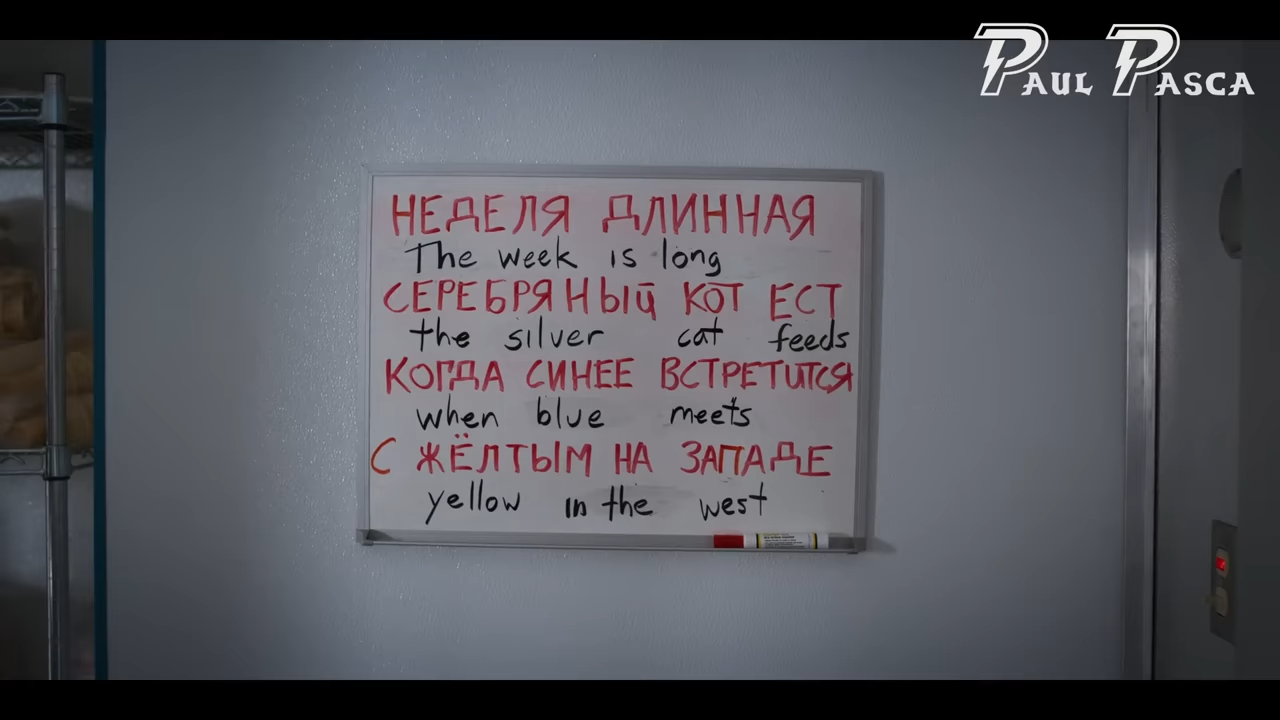 PAUL PASCA
НЕДЕЛЯ ДЛИННАЯ
The week is long
СЕРЕБРЯНЫЙ КОТ ЕСТ
the silver cat feeds
КОГДА СИНЕЕ ВСТРЕТИТСЯ
when blue meets
С ЖЁЛТЫМ НА ЗАПАДЕ
yellow in the west